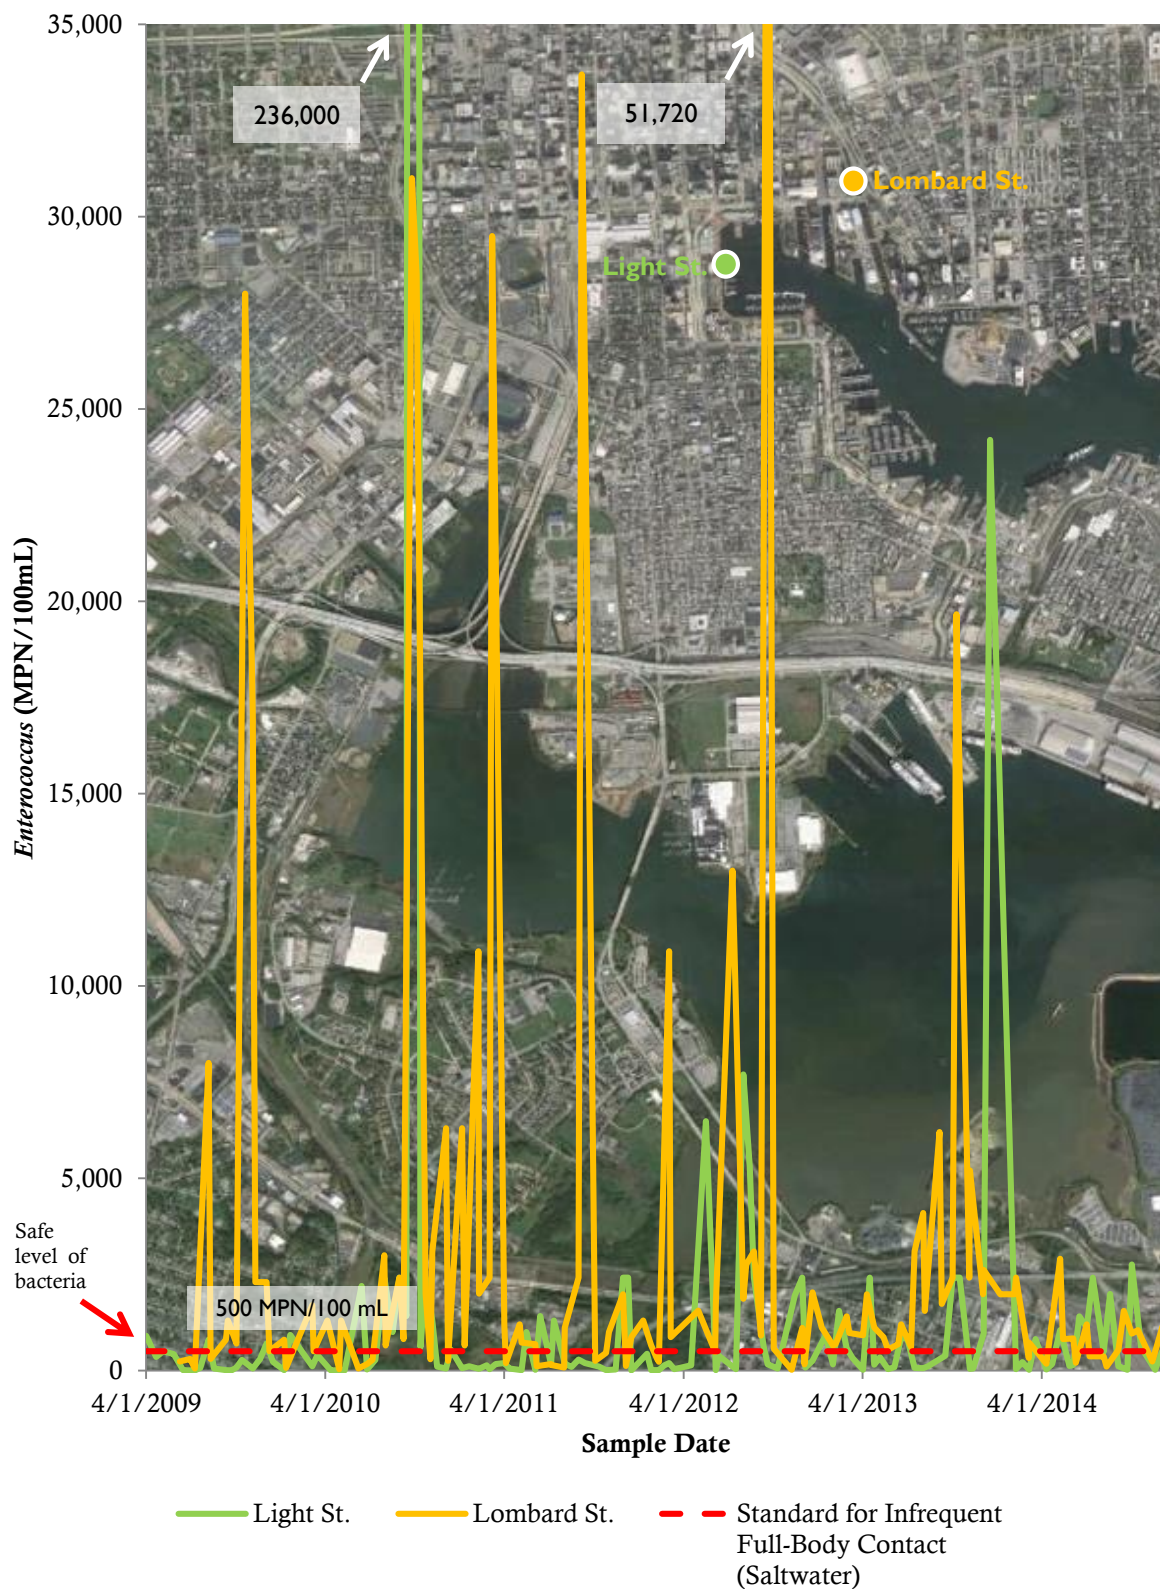 35,000
236,000
51,720
Lombard St.
30,000
Light St.
25,000
Enterococcus (MPN/100mL)
20,000
15,000
10,000
5,000
Safe
level of
bacteria
500 MPN/100 mL
0
4/1/2009
4/1/2010
4/1/2011
4/1/2012
4/1/2013
4/1/2014
Sample Date
Light St.
Lombard St.
Standard for Infrequent
Full-Body Contact
(Saltwater)